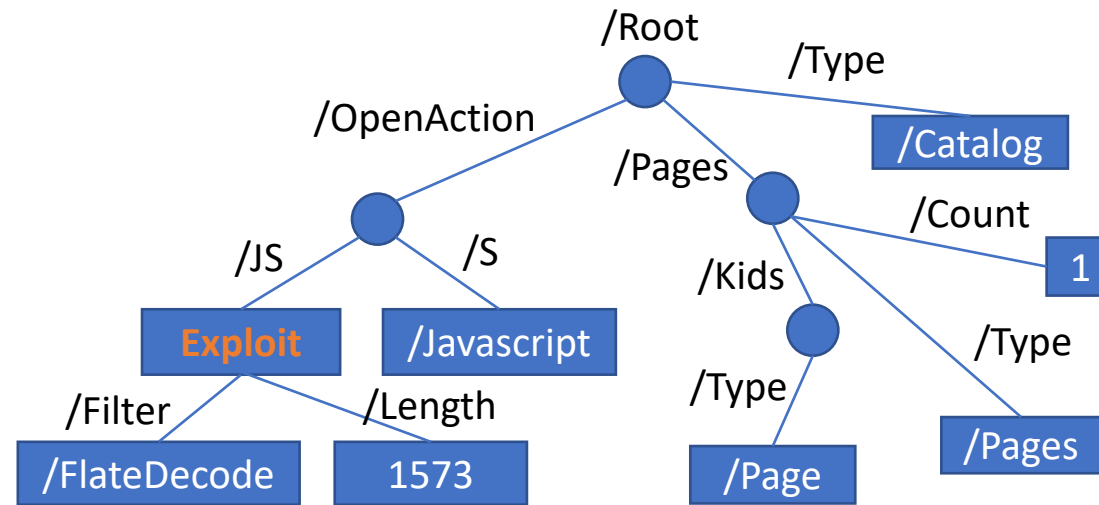 /Root
/Type
/OpenAction
/Catalog
/Pages
/Count
/JS
/S
/Kids
1
Exploit
/Javascript
/Type
/Type
/Filter
/Length
/FlateDecode
1573
/Page
/Pages